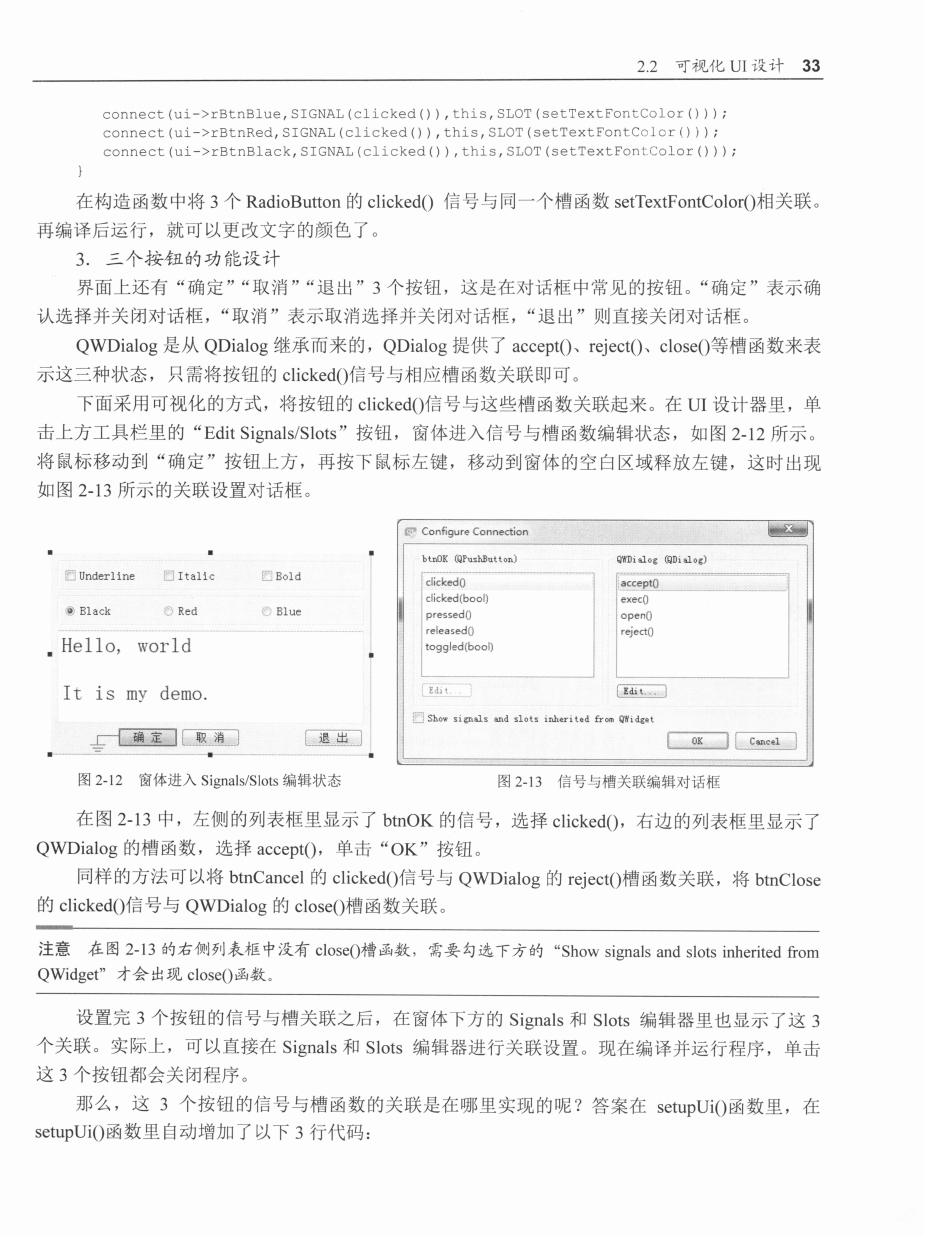 2.2 可视化 UI 设计 33
connect(ui->rBtnBlue,SIGNAL(clicked()),this,SLOT(setTextFontColor()));
connect(ui->rBtnRed,SIGNAL(clicked()),this,SLOT(setTextFontColor()));
connect(ui->rBtnBlack,SIGNAL(clicked()),this,SLOT(setTextFontColor()));
}
在构造函数中将 3 个 RadioButton 的 clicked() 信号与同一个槽函数 setTextFontColor()相关联。
再编译后运行，就可以更改文字的颜色了。
3. 三个按钮的功能设计
界面上还有“确定”“取消”“退出”3 个按钮，这是在对话框中常见的按钮。“确定”表示确
认选择并关闭对话框，“取消”表示取消选择并关闭对话框，“退出”则直接关闭对话框。
QWDialog 是从 QDialog 继承而来的，QDialog 提供了 accept()、reject()、close()等槽函数来表
示这三种状态，只需将按钮的 clicked()信号与相应槽函数关联即可。
下面采用可视化的方式，将按钮的 clicked()信号与这些槽函数关联起来。在 UI 设计器里，单
击上方工具栏里的“Edit Signals/Slots”按钮，窗体进入信号与槽函数编辑状态，如图 2-12 所示。
将鼠标移动到“确定”按钮上方，再按下鼠标左键，移动到窗体的空白区域释放左键，这时出现
如图 2-13 所示的关联设置对话框。
Underline Italic Bold
Black Red Blue
Hello, world
It is my demo.
确 定 取 消 退 出
图 2-12 窗体进入 Signals/Slots 编辑状态
Configure Connection
btnOK (QPushButton) QWDialog (QDialog)
clicked() accept()
clicked(bool) exec()
pressed() open()
released() reject()
toggled(bool)
Edit... Edit...
Show signals and slots inherited from QWidget
OK Cancel
图 2-13 信号与槽关联编辑对话框
在图 2-13 中，左侧的列表框里显示了 btnOK 的信号，选择 clicked()，右边的列表框里显示了
QWDialog 的槽函数，选择 accept()，单击“OK”按钮。
同样的方法可以将 btnCancel 的 clicked()信号与 QWDialog 的 reject()槽函数关联，将 btnClose
的 clicked()信号与 QWDialog 的 close()槽函数关联。
注意 在图 2-13 的右侧列表框中没有 close()槽函数，需要勾选下方的“Show signals and slots inherited from
QWidget”才会出现 close()函数。
设置完 3 个按钮的信号与槽关联之后，在窗体下方的 Signals 和 Slots 编辑器里也显示了这 3
个关联。实际上，可以直接在 Signals 和 Slots 编辑器进行关联设置。现在编译并运行程序，单击
这 3 个按钮都会关闭程序。
那么，这 3 个按钮的信号与槽函数的关联是在哪里实现的呢？答案在 setupUi()函数里，在
setupUi()函数里自动增加了以下 3 行代码：